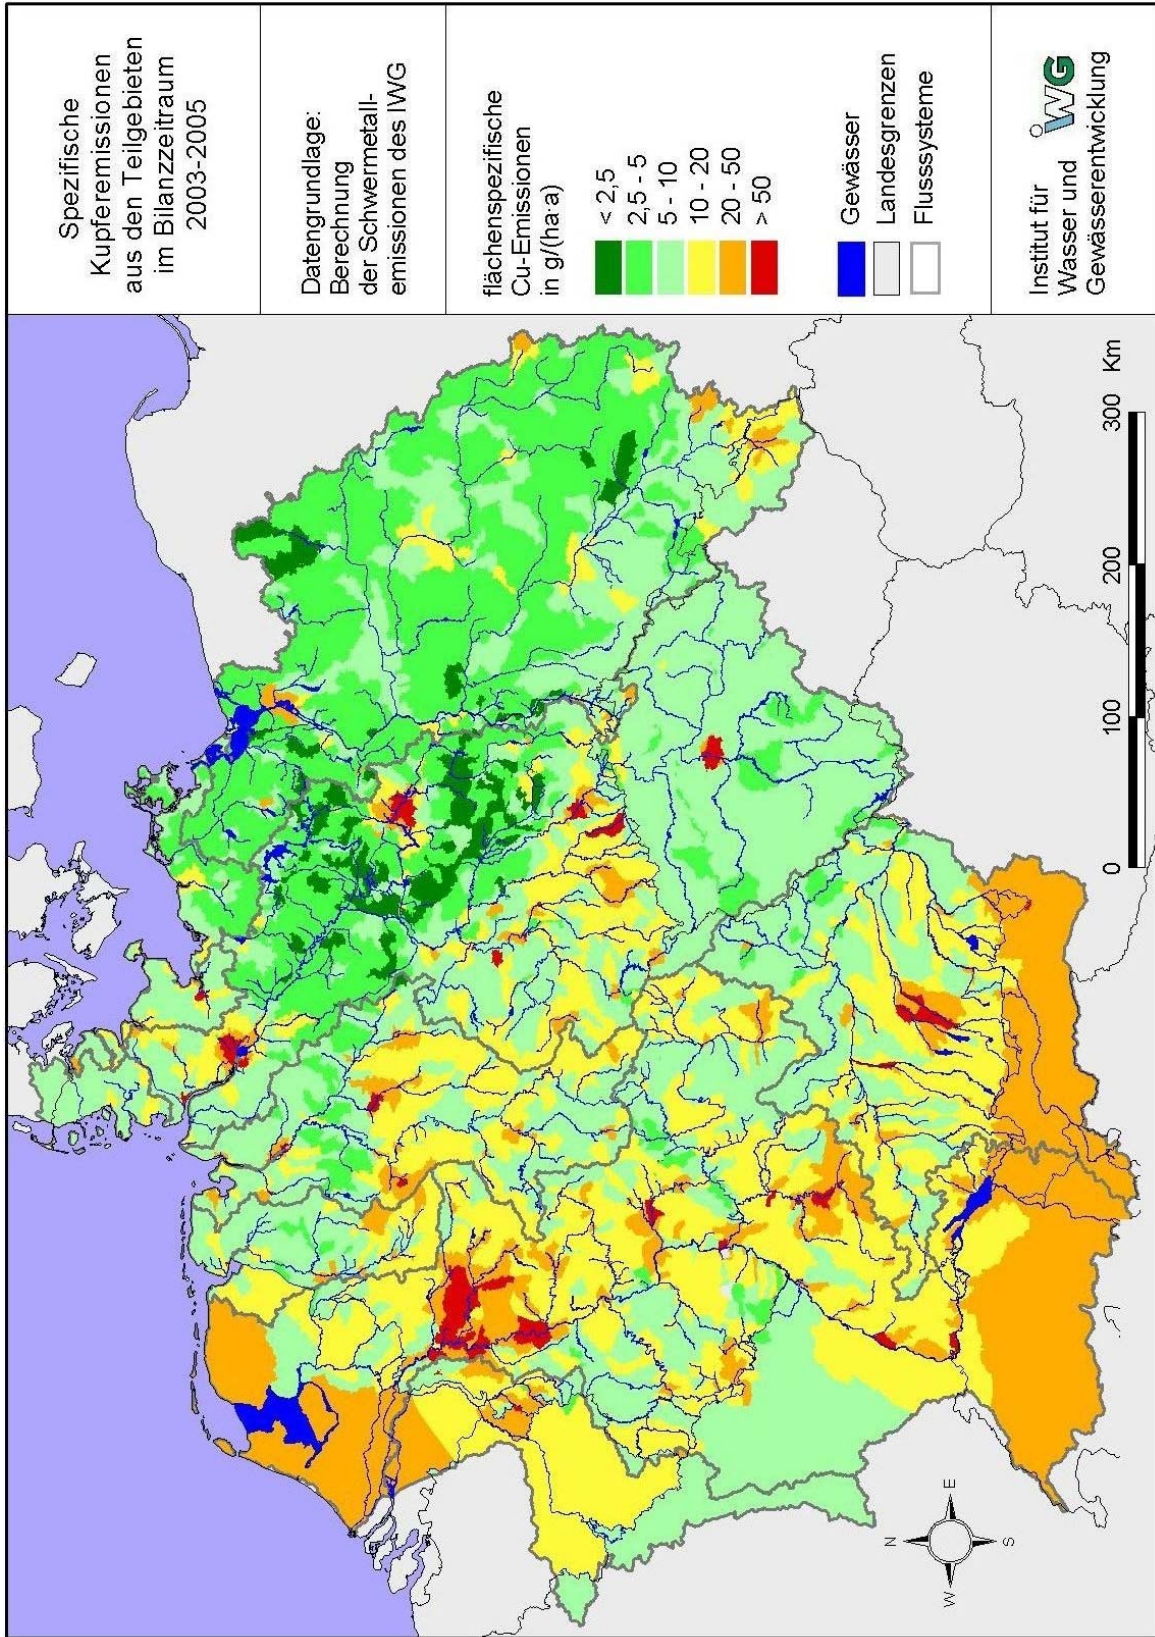 Spezifische
Kupferemissionen
aus den Teilgebieten
im Bilanzzeitraum
2003-2005
Datengrundlage:
Berechnung
der Schwermetall-
emissionen des IWG
flächenspezifische
Cu-Emissionen
in g/(ha·a)
< 2,5
2,5 - 5
5 - 10
10 - 20
20 - 50
> 50
Gewässer
Landesgrenzen
Flusssysteme
Institut für
Wasser und
Gewässerentwicklung
iWG
0 100 200 300 Km
N
W E
S